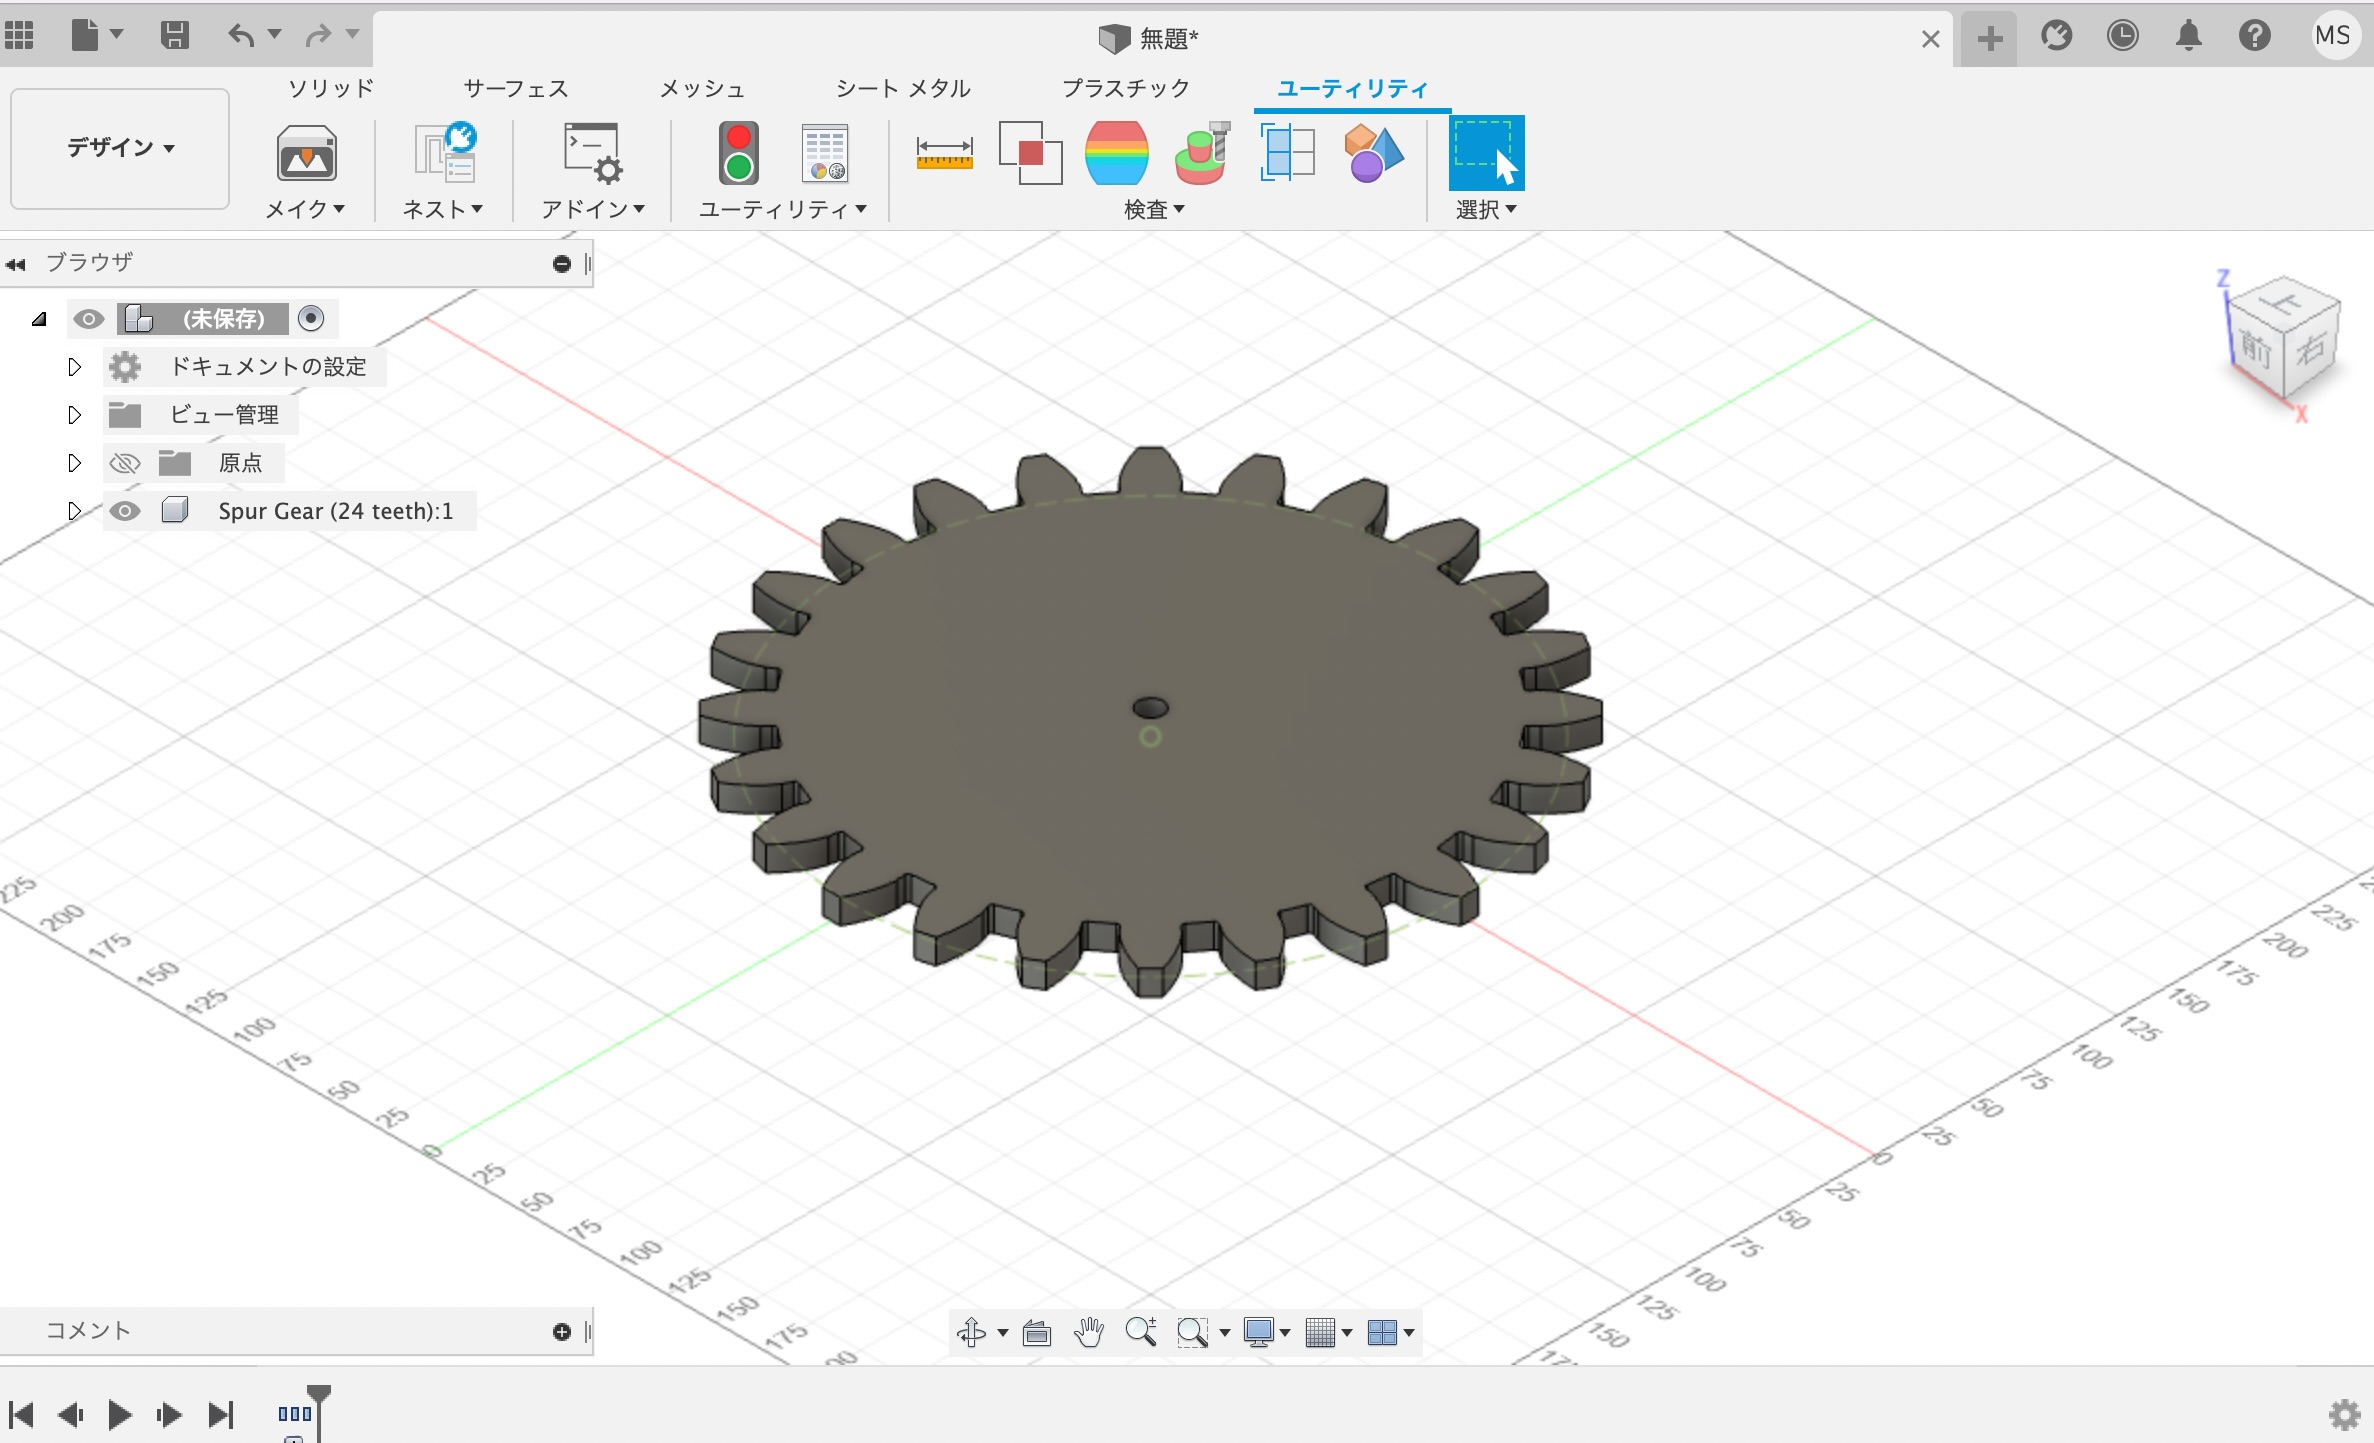 無題*
MS
ソリッド
サーフェス
メッシュ
シート メタル
プラスチック
ユーティリティ
デザイン
メイク
ネスト
アドイン
ユーティリティ
検査
選択
ブラウザ
(未保存)
ドキュメントの設定
ビュー管理
原点
Spur Gear (24 teeth):1
Z
上
前
右
X
225
200
175
150
125
100
75
50
25
0
25
50
75
100
125
150
175
225
200
175
150
125
100
75
50
25
0
25
50
75
100
125
150
コメント